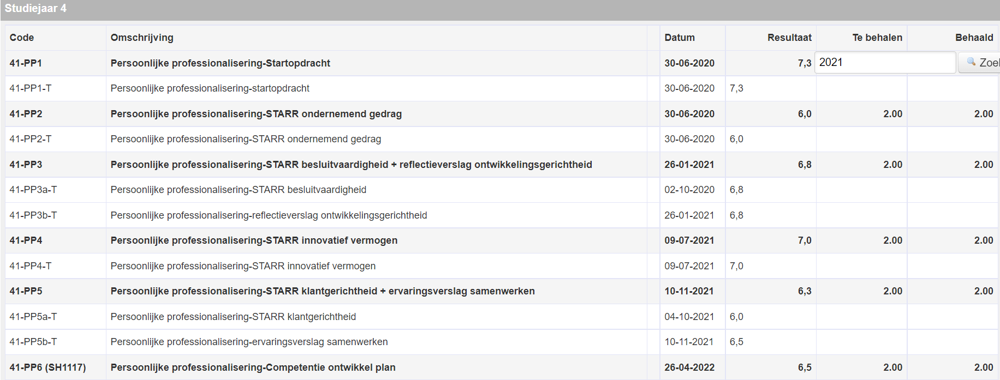 Studiejaar 4
Code Omschrijving Datum Resultaat Te behalen Behaald
41-PP1 Persoonlijke professionalisering-Startopdracht 30-06-2020 7,3 2021
41-PP1-T Persoonlijke professionalisering-startopdracht 30-06-2020 7,3
41-PP2 Persoonlijke professionalisering-STARR ondernemend gedrag 30-06-2020 6,0 2.00 2.00
41-PP2-T Persoonlijke professionalisering-STARR ondernemend gedrag 30-06-2020 6,0
41-PP3 Persoonlijke professionalisering-STARR besluitvaardigheid + reflectieverslag ontwikkelingsgerichtheid 26-01-2021 6,8 2.00 2.00
41-PP3a-T Persoonlijke professionalisering-STARR besluitvaardigheid 02-10-2020 6,8
41-PP3b-T Persoonlijke professionalisering-reflectieverslag ontwikkelingsgerichtheid 26-01-2021 6,8
41-PP4 Persoonlijke professionalisering-STARR innovatief vermogen 09-07-2021 7,0 2.00 2.00
41-PP4-T Persoonlijke professionalisering-STARR innovatief vermogen 09-07-2021 7,0
41-PP5 Persoonlijke professionalisering-STARR klantgerichtheid + ervaringsverslag samenwerken 10-11-2021 6,3 2.00 2.00
41-PP5a-T Persoonlijke professionalisering-STARR klantgerichtheid 04-10-2021 6,0
41-PP5b-T Persoonlijke professionalisering-ervaringsverslag samenwerken 10-11-2021 6,5
41-PP6 (SH1117) Persoonlijke professionalisering-Competentie ontwikkel plan 26-04-2022 6,5 2.00 2.00